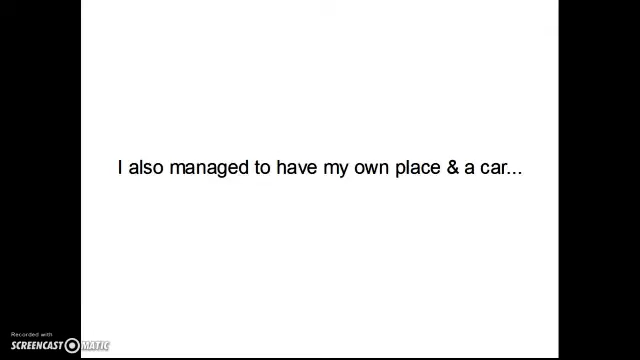 I also managed to have my own place & a car...
Recorded with
SCREENCAST MATIC